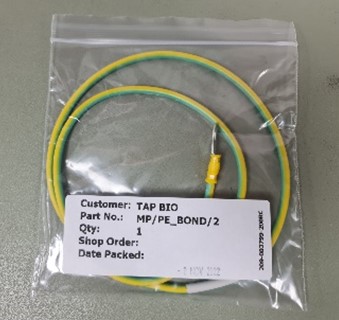 Customer: TAP BIO
Part No.: MP/PE_BOND/2
Qty: 1
Shop Order:
Date Packed: